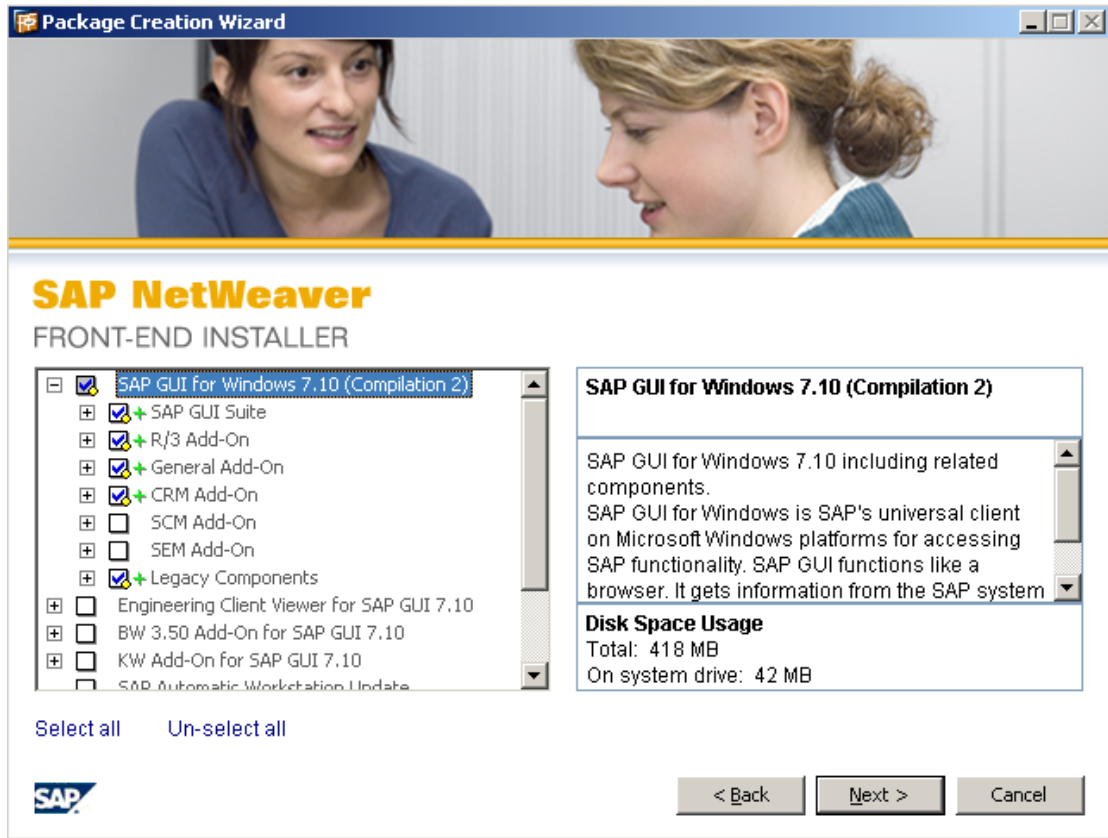 Package Creation Wizard
SAP NetWeaver
FRONT-END INSTALLER
SAP GUI for Windows 7.10 (Compilation 2)
SAP GUI Suite
R/3 Add-On
General Add-On
CRM Add-On
SCM Add-On
SEM Add-On
Legacy Components
Engineering Client Viewer for SAP GUI 7.10
BW 3.50 Add-On for SAP GUI 7.10
KW Add-On for SAP GUI 7.10
SAP Automatic Workstation Update
SAP GUI for Windows 7.10 (Compilation 2)
SAP GUI for Windows 7.10 including related
components.
SAP GUI for Windows is SAP's universal client
on Microsoft Windows platforms for accessing
SAP functionality. SAP GUI functions like a
browser. It gets information from the SAP system
Disk Space Usage
Total: 418 MB
On system drive: 42 MB
Select all Un-select all
SAP
< Back Next > Cancel